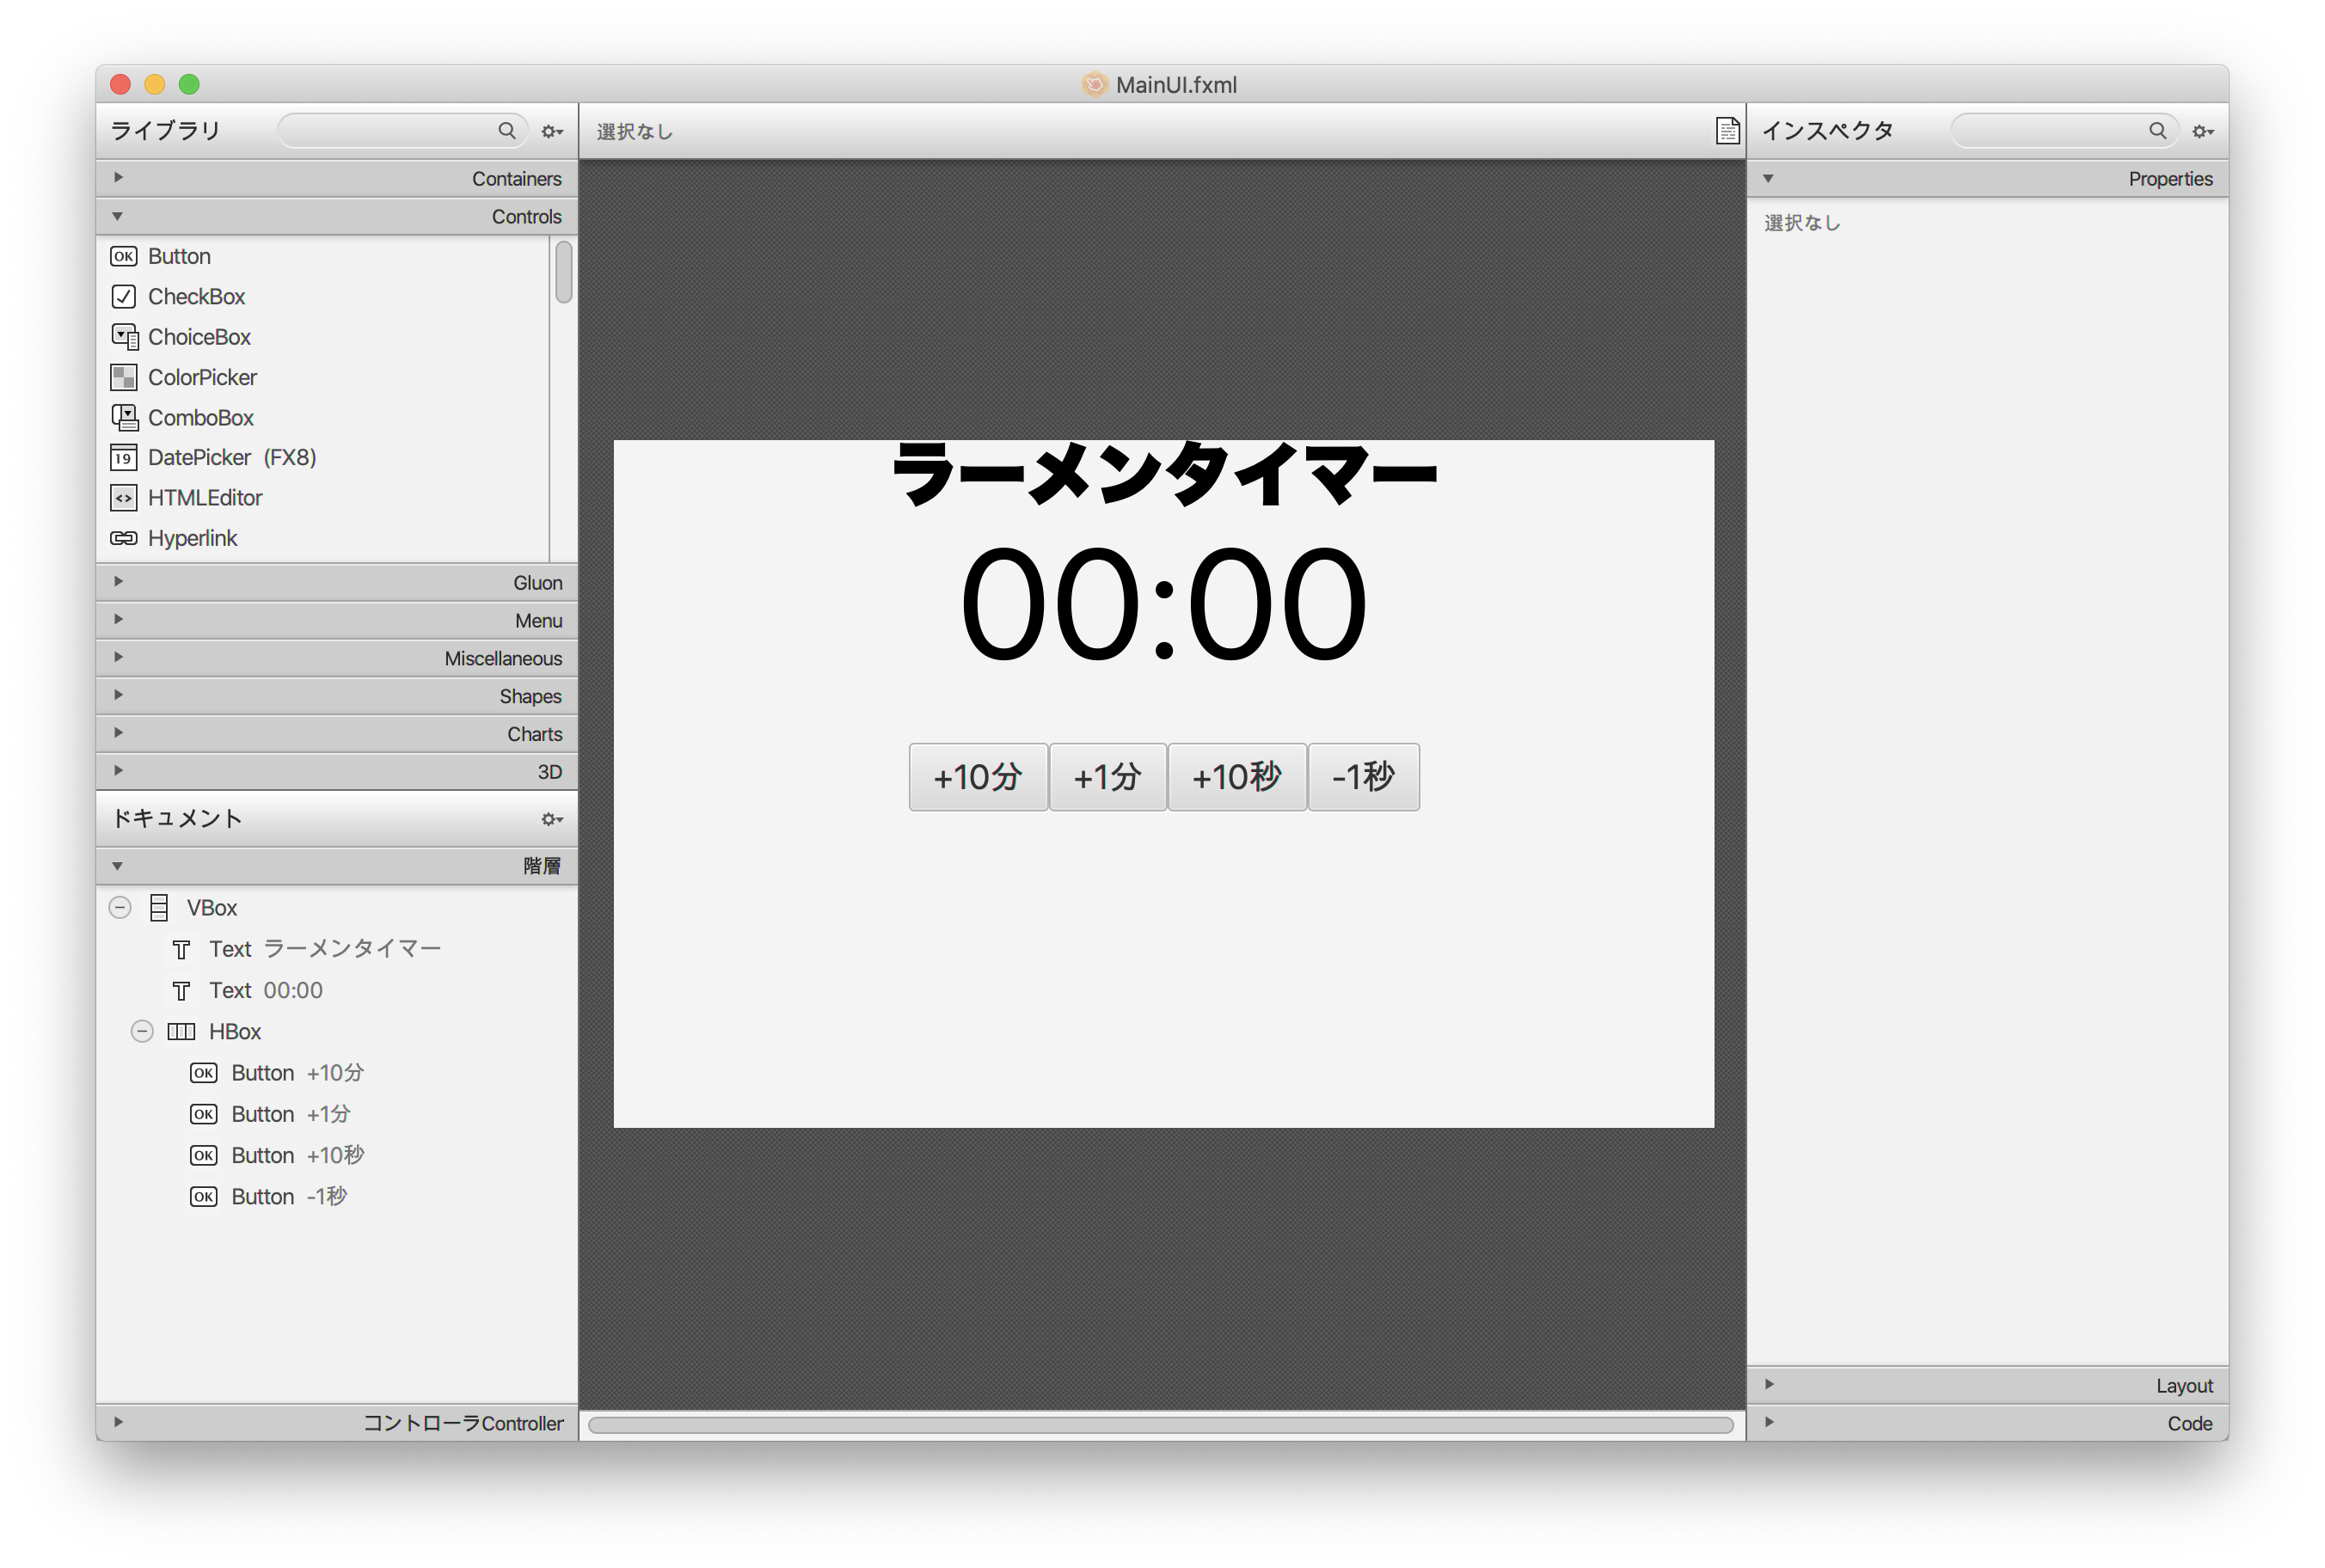 MainUI.fxml
ライブラリ
Containers
Controls
OK Button
CheckBox
ChoiceBox
ColorPicker
ComboBox
19 DatePicker (FX8)
HTMLEditor
Hyperlink
Gluon
Menu
Miscellaneous
Shapes
Charts
3D
ドキュメント
階層
VBox
T Text ラーメンタイマー
T Text 00:00
HBox
OK Button +10分
OK Button +1分
OK Button +10秒
OK Button -1秒
コントローラController
選択なし
ラーメンタイマー
00:00
+10分 +1分 +10秒 -1秒
インスペクタ
Properties
選択なし
Layout
Code